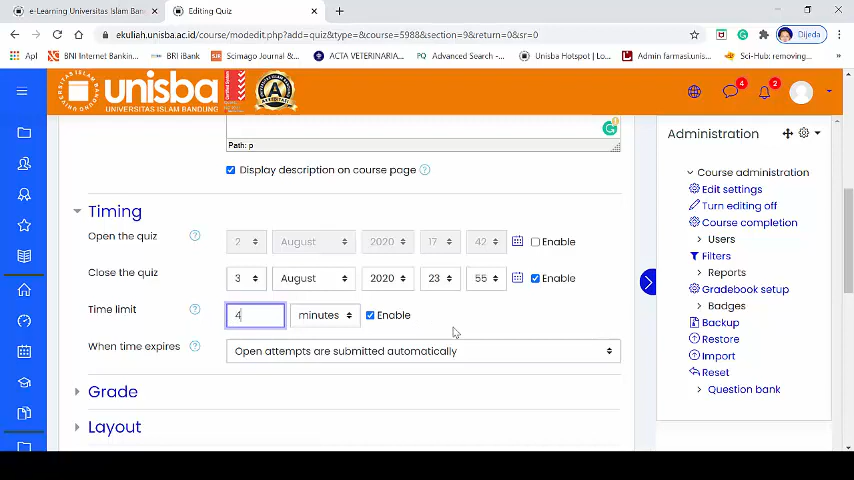 e-Learning Universitas Islam Ban
Editing Quiz
ekuliah.unisba.ac.id/course/modedit.php?add=quiz&type=&course=5988&section=9&return=0&sr=0
Dijeda
Apl
BNI Internet Bankin...
BRI iBank
Scimago Journal &...
ACTA VETERINARIA...
Advanced Search -...
Unisba Hotspot | Lo...
Admin farmasi.unisb...
Sci-Hub: removing...
unisba
UNIVERSITAS ISLAM BANDUNG
4
2
Path: p
Display description on course page
Administration
Course administration
Edit settings
Turn editing off
Course completion
Users
Filters
Reports
Gradebook setup
Badges
Backup
Restore
Import
Reset
Question bank
Timing
Open the quiz
2 August 2020 17 42 Enable
Close the quiz
3 August 2020 23 55 Enable
Time limit
4 minutes Enable
When time expires
Open attempts are submitted automatically
Grade
Layout